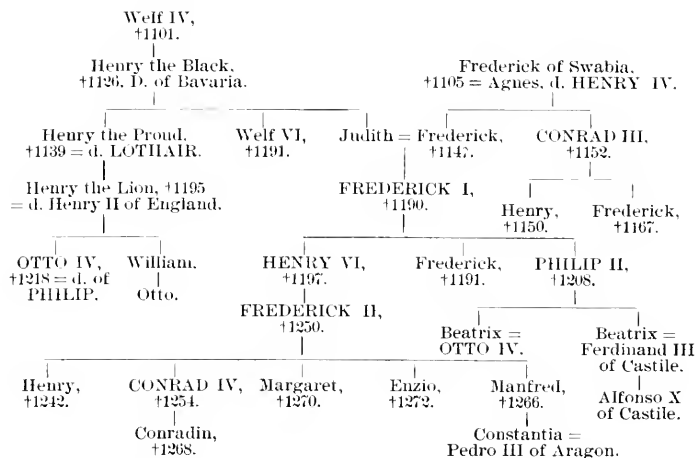 Welf IV,
†1101.
Henry the Black,
†1126. D. of Bavaria.
Frederick of Swabia,
†1105 = Agnes, d. HENRY IV.
Henry the Proud,
†1139 = d. LOTHAIR.
Welf VI,
†1191.
Judith = Frederick,
†1147.
CONRAD III,
†1152.
Henry the Lion, †1195
= d. Henry II of England.
FREDERICK I,
†1190.
Henry,
†1150.
Frederick,
†1167.
OTTO IV,
†1218 = d. of
PHILIP.
William.
Otto.
HENRY VI,
†1197.
Frederick,
†1191.
PHILIP II,
†1208.
FREDERICK II,
†1250.
Beatrix =
OTTO IV.
Beatrix =
Ferdinand III
of Castile.
Alfonso X
of Castile.
Henry,
†1242.
CONRAD IV,
†1254.
Margaret,
†1270.
Enzio,
†1272.
Manfred,
†1266.
Conradin,
†1268.
Constantia =
Pedro III of Aragon.